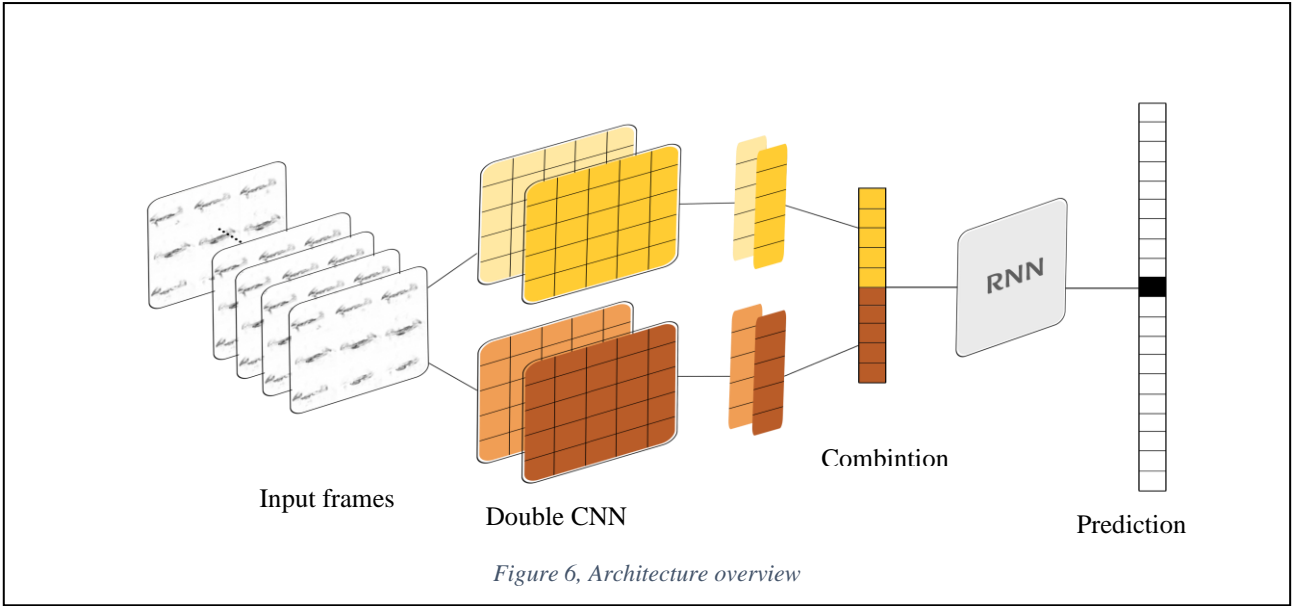 RNN
Combintion
Input frames
Double CNN
Prediction
Figure 6, Architecture overview